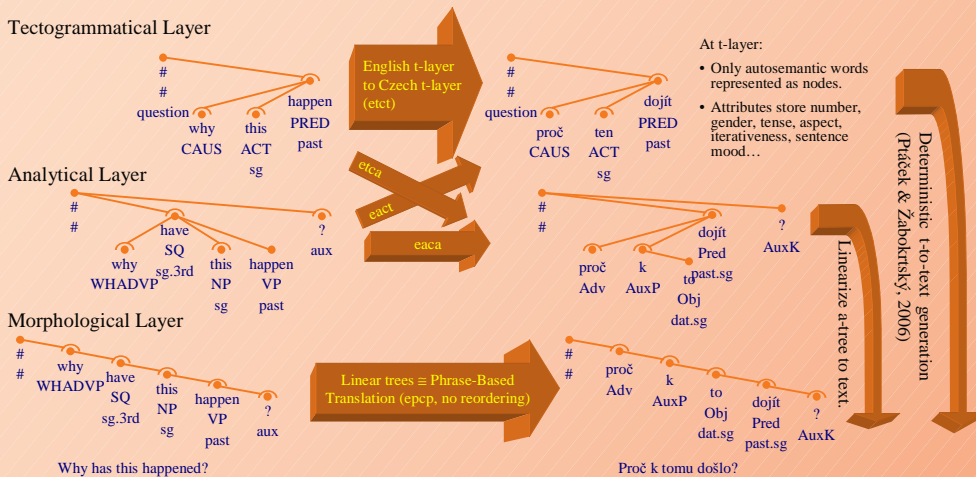 Tectogrammatical Layer
#
#
question
why
CAUS
this
ACT
sg
happen
PRED
past
English t-layer
to Czech t-layer
(etct)
#
#
question
proč
CAUS
ten
ACT
sg
dojít
PRED
past
At t-layer:
• Only autosemantic words
represented as nodes.
• Attributes store number,
gender, tense, aspect,
iterativeness, sentence
mood…
Deterministic t-to-text generation
(Ptáček & Žabokrtský, 2006)
Analytical Layer
#
#
have
SQ
sg.3rd
why
WHADVP
this
NP
sg
happen
VP
past
?
aux
etca
eact
eaca
#
#
dojít
Pred
past.sg
proč
Adv
k
AuxP
to
Obj
dat.sg
?
AuxK
Linearize a-tree to text.
Morphological Layer
#
#
why
WHADVP
have
SQ
sg.3rd
this
NP
sg
happen
VP
past
?
aux
Linear trees ≡ Phrase-Based
Translation (epcp, no reordering)
#
#
proč
Adv
k
AuxP
to
Obj
dat.sg
dojít
Pred
past.sg
?
AuxK
Why has this happened?
Proč k tomu došlo?